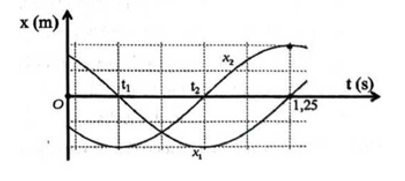 x (m)
x₂
t₁
t₂
t (s)
O
1,25
x₁